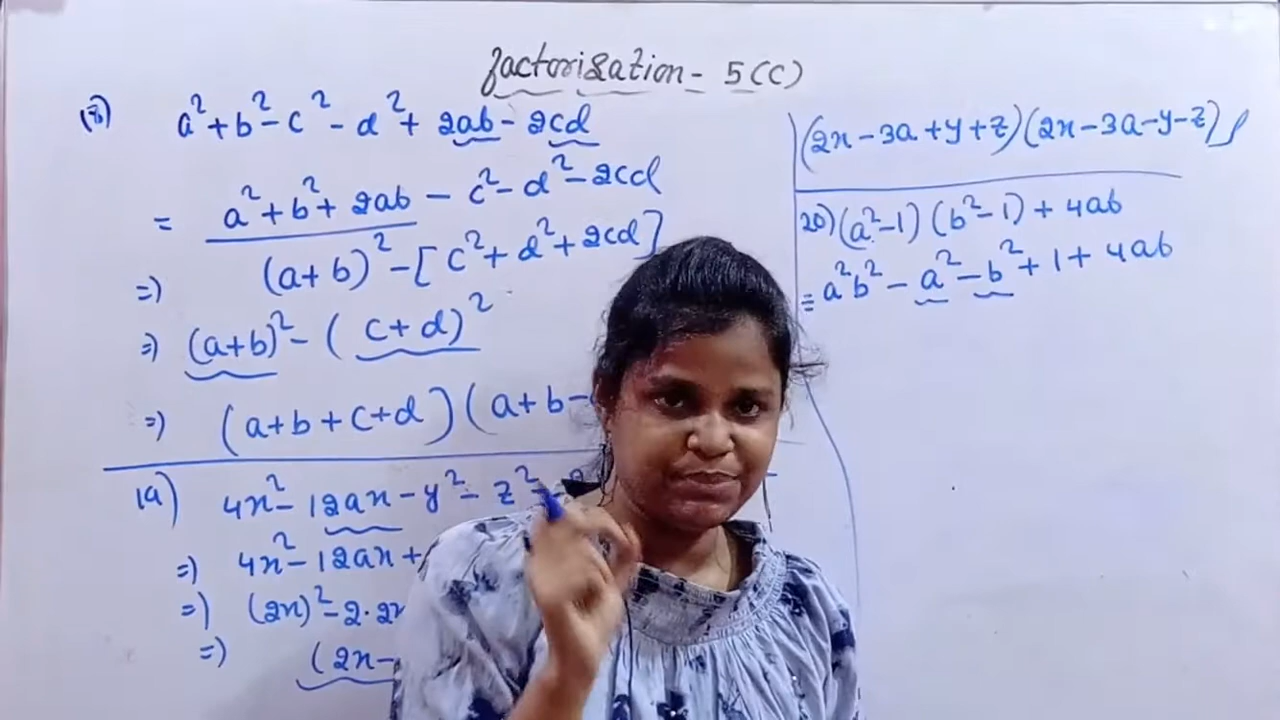 factorization - 5(C)
(8) a²+b²-c²-d²+2ab-2cd
= a²+b²+2ab - c²-d²-2cd
=) (a+b)²-[c²+d²+2cd]
=) (a+b)²-(c+d)²
=) (a+b+c+d)(a+b-
19) 4x²-12ax-y²-z²-2
=) 4x²-12ax+
=) (2x)²-2·2x
=) (2x-
(2x-3a+y+z)(2x-3a-y-z)
20) (a²-1)(b²-1)+4ab
= a²b²-a²-b²+1+4ab